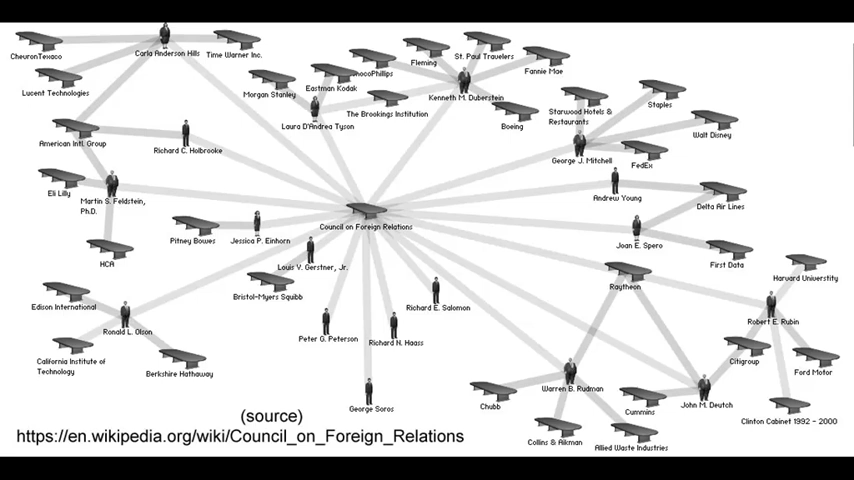 ChevronTexaco
Carla Anderson Hills
Time Warner Inc.
Lucent Technologies
Fleming
St. Paul Travelers
Fannie Mae
Eastman Kodak
Morgan Stanley
Kenneth M. Duberstein
The Brookings Institution
Laura D'Andrea Tyson
Boeing
Starwood Hotels &
Restaurants
Staples
Walt Disney
George J. Mitchell
FedEx
American Intl. Group
Richard C. Holbrooke
Eli Lilly
Martin S. Feldstein,
Ph.D.
Andrew Young
Delta Air Lines
Council on Foreign Relations
Pitney Bowes
Jessica P. Einhorn
Joan E. Spero
HCA
Louis V. Gerstner, Jr.
First Data
Harvard Universtity
Raytheon
Bristol-Myers Squibb
Edison International
Richard E. Salomon
Ronald L. Olson
Peter G. Peterson
Richard N. Haass
Robert E. Rubin
California Institute of
Technology
Berkshire Hathaway
Citigroup
Ford Motor
Warren B. Rudman
George Soros
Chubb
Cummins
John M. Deutch
Clinton Cabinet 1992 - 2000
Collins & Aikman
Allied Waste Industries
(source)
https://en.wikipedia.org/wiki/Council_on_Foreign_Relations